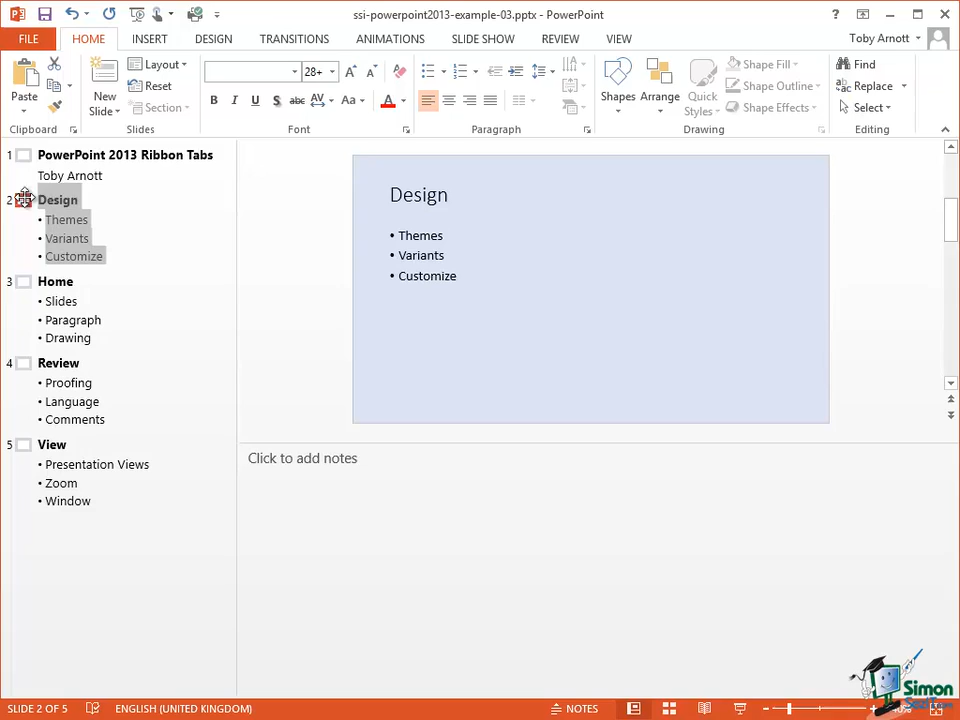 ssi-powerpoint2013-example-03.pptx - PowerPoint
?
FILE
HOME
INSERT
DESIGN
TRANSITIONS
ANIMATIONS
SLIDE SHOW
REVIEW
VIEW
Toby Arnott
Paste
New
Slide
Layout
Reset
Section
28+
B I U S abc AV Aa A
Shapes
Arrange
Quick
Styles
Shape Fill
Shape Outline
Shape Effects
Find
Replace
Select
Clipboard
Slides
Font
Paragraph
Drawing
Editing
1 PowerPoint 2013 Ribbon Tabs
Toby Arnott
2 Design
• Themes
• Variants
• Customize
3 Home
• Slides
• Paragraph
• Drawing
4 Review
• Proofing
• Language
• Comments
5 View
• Presentation Views
• Zoom
• Window
Design
• Themes
• Variants
• Customize
Click to add notes
SLIDE 2 OF 5
ENGLISH (UNITED KINGDOM)
NOTES
Simon